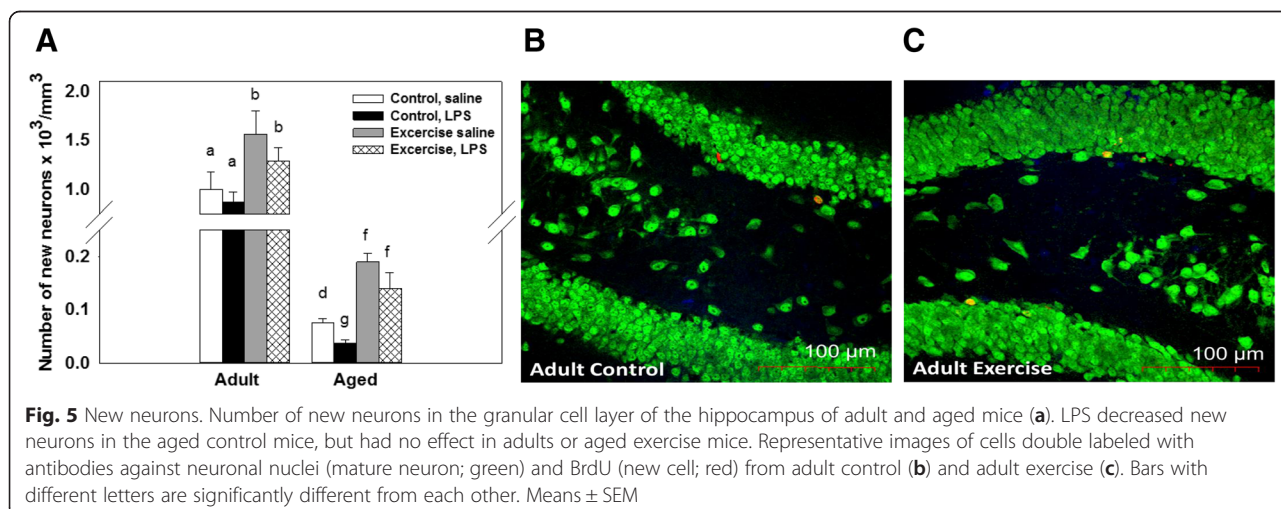 A
B
C
Number of new neurons x 10³/mm³
2.0
1.5
1.0
0.2
0.1
0.0
a
a
b
b
d
g
f
f
Control, saline
Control, LPS
Excercise saline
Excercise, LPS
Adult
Aged
Adult Control
100 µm
Adult Exercise
100 µm
Fig. 5 New neurons. Number of new neurons in the granular cell layer of the hippocampus of adult and aged mice (a). LPS decreased new
neurons in the aged control mice, but had no effect in adults or aged exercise mice. Representative images of cells double labeled with
antibodies against neuronal nuclei (mature neuron; green) and BrdU (new cell; red) from adult control (b) and adult exercise (c). Bars with
different letters are significantly different from each other. Means ± SEM